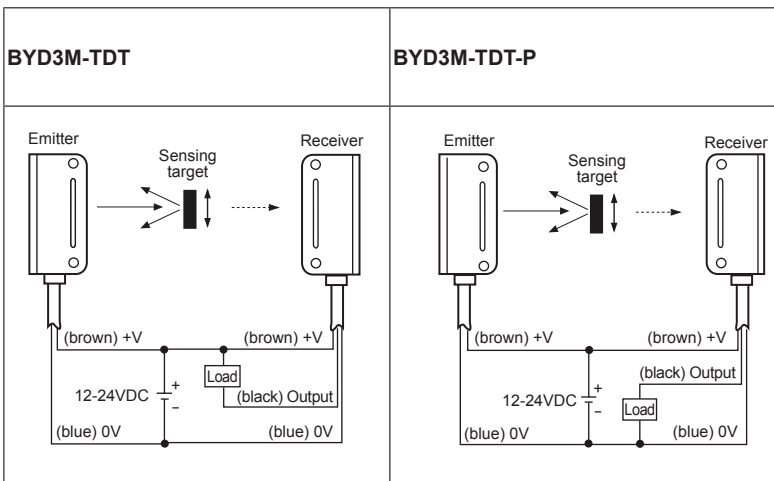 BYD3M-TDT
BYD3M-TDT-P
Emitter
Receiver
Sensing
target
(brown) +V
(brown) +V
Load
12-24VDC
+
−
(black) Output
(blue) 0V
(blue) 0V
Emitter
Receiver
Sensing
target
(brown) +V
(brown) +V
(black) Output
12-24VDC
+
−
Load
(blue) 0V
(blue) 0V